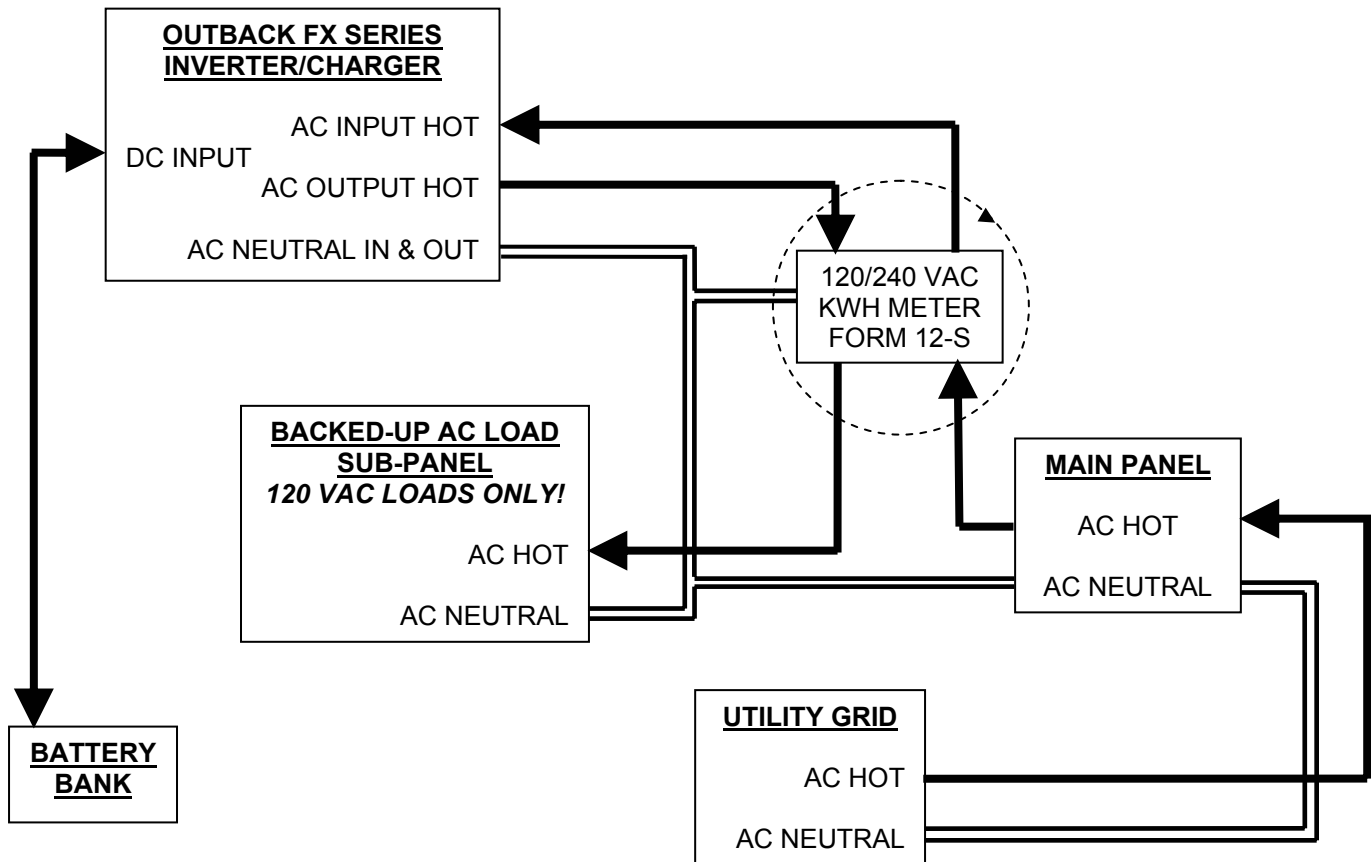 OUTBACK FX SERIES
INVERTER/CHARGER
AC INPUT HOT
DC INPUT
AC OUTPUT HOT
AC NEUTRAL IN & OUT
120/240 VAC
KWH METER
FORM 12-S
BACKED-UP AC LOAD
SUB-PANEL
120 VAC LOADS ONLY!
AC HOT
AC NEUTRAL
MAIN PANEL
AC HOT
AC NEUTRAL
UTILITY GRID
AC HOT
AC NEUTRAL
BATTERY
BANK